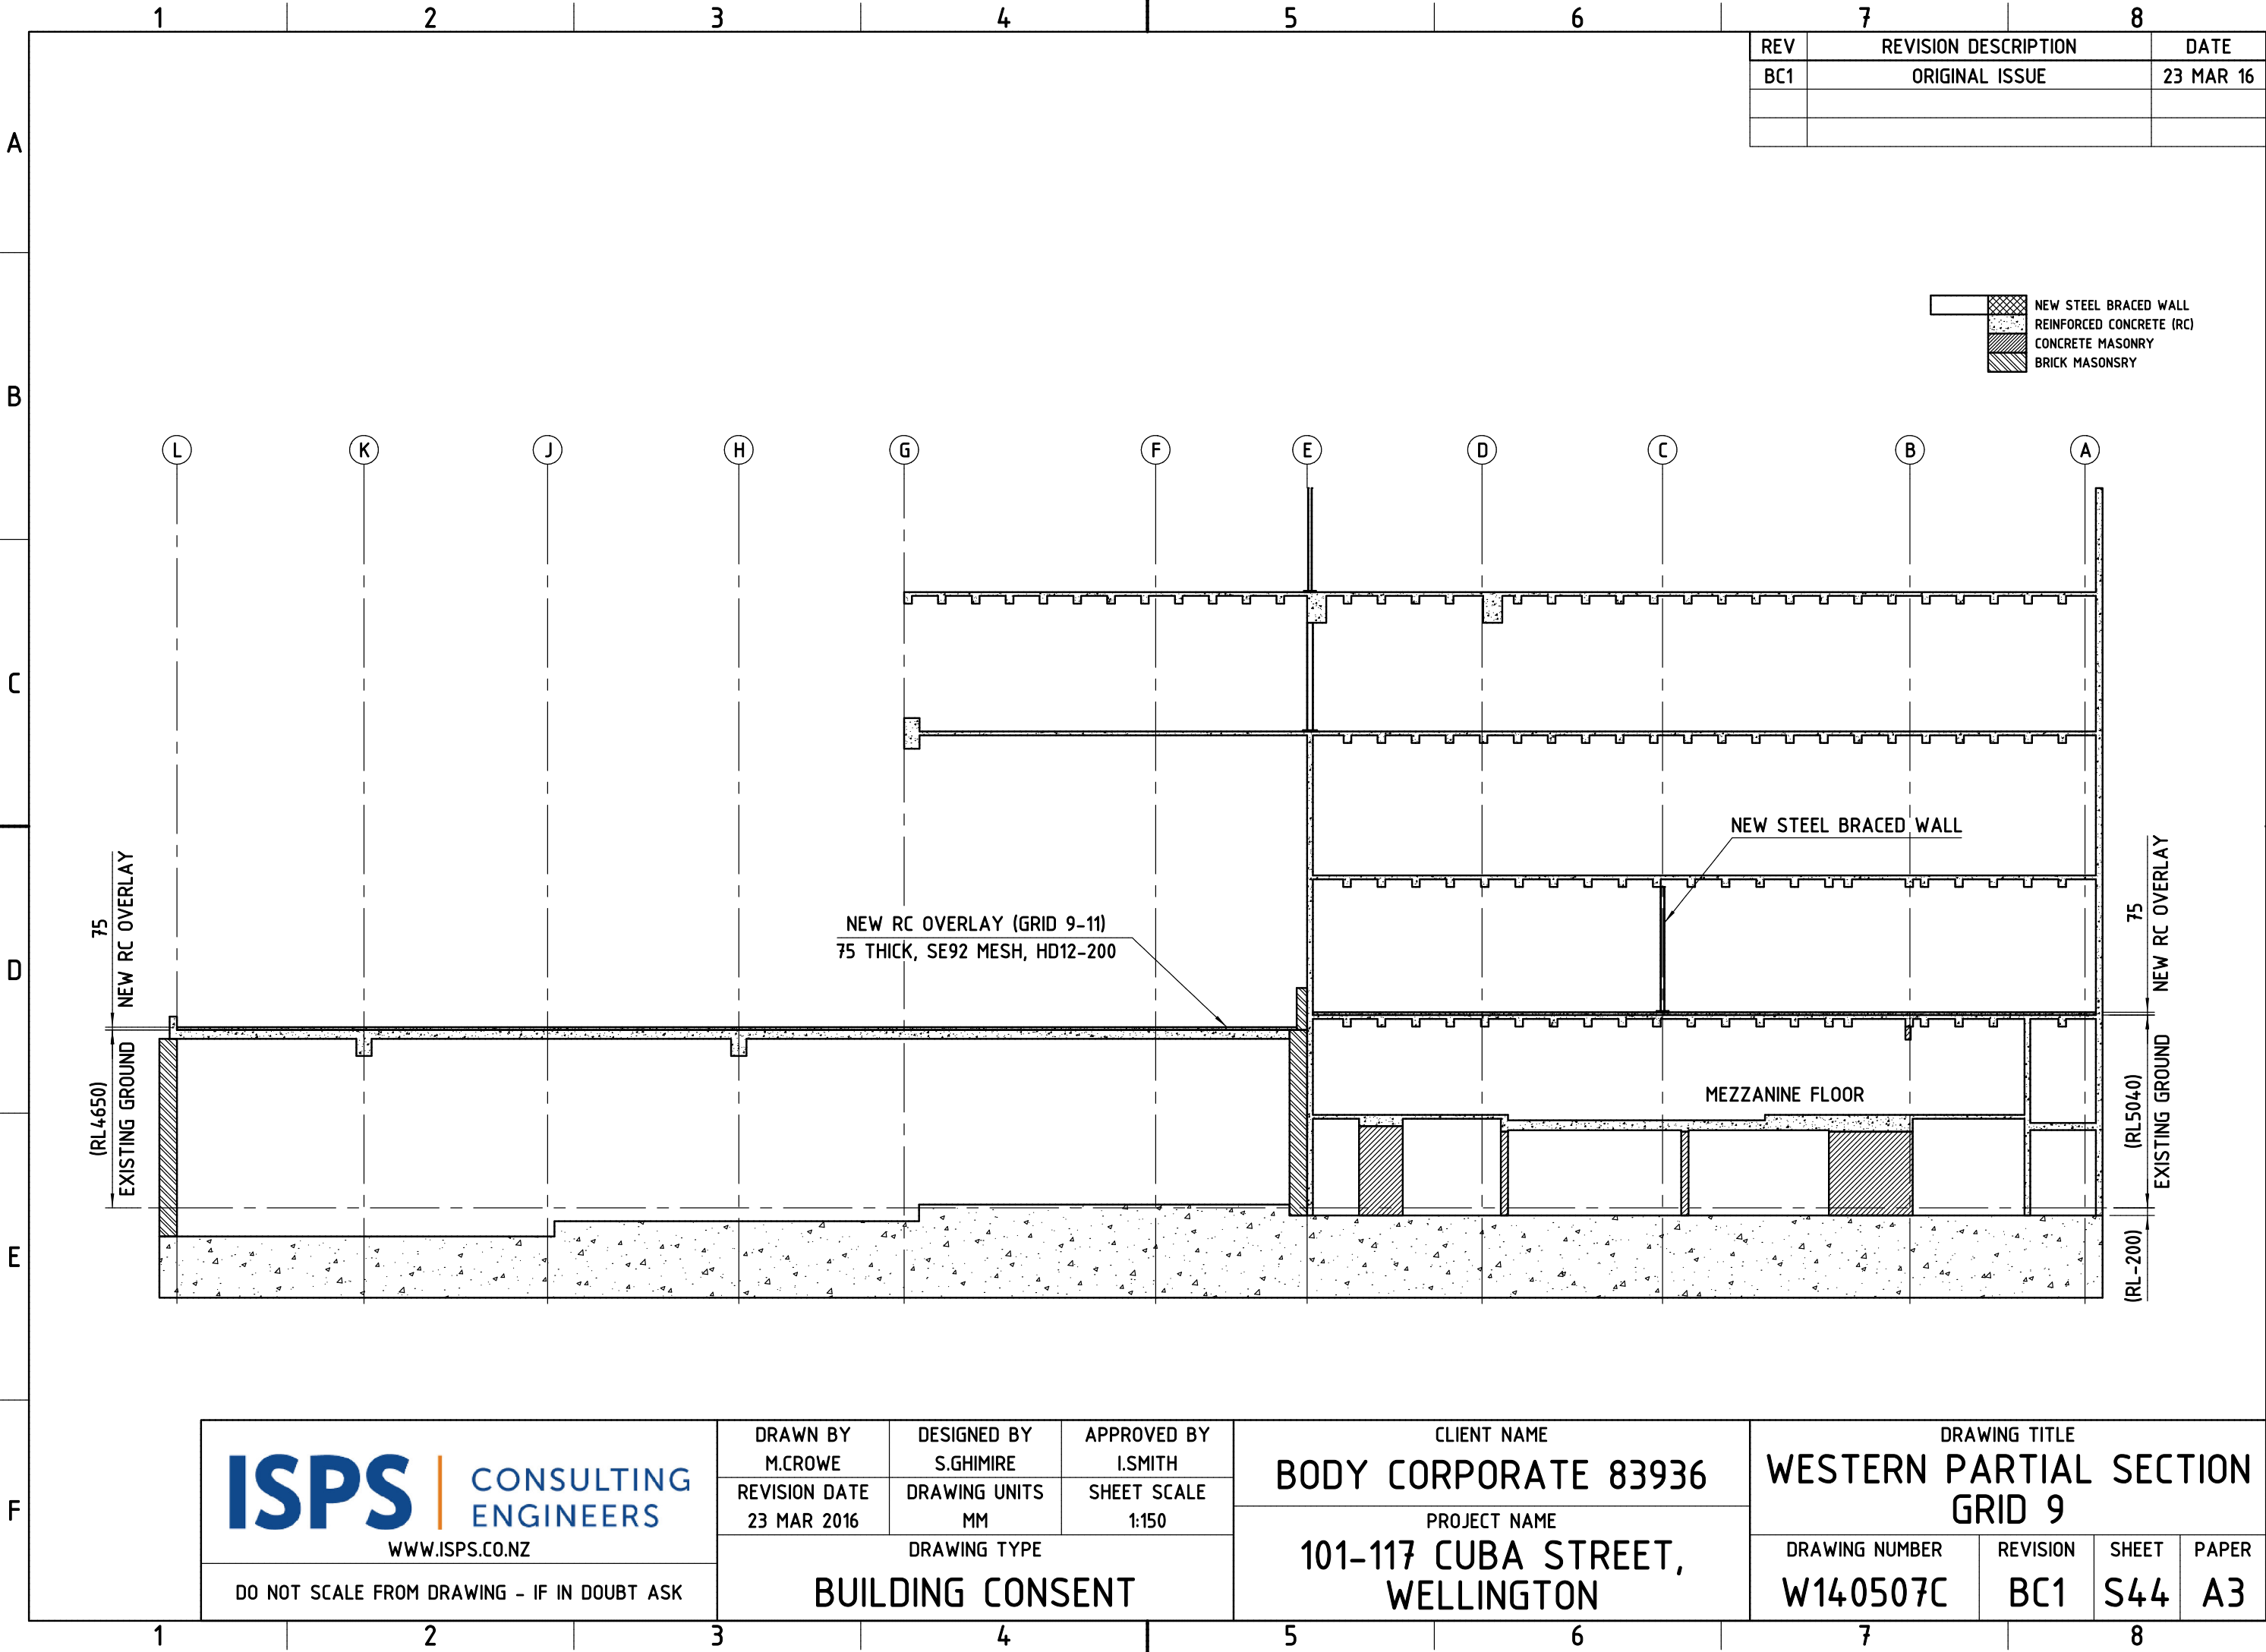 1 2 3 4 5 6 7 8
REV REVISION DESCRIPTION DATE
BC1 ORIGINAL ISSUE 23 MAR 16
A
B
C
D
E
F
NEW STEEL BRACED WALL
REINFORCED CONCRETE (RC)
CONCRETE MASONRY
BRICK MASONSRY
L K J H G F E D C B A
NEW STEEL BRACED WALL
NEW RC OVERLAY (GRID 9-11)
75 THICK, SE92 MESH, HD12-200
MEZZANINE FLOOR
75
NEW RC OVERLAY
(RL4650)
EXISTING GROUND
75
NEW RC OVERLAY
(RL5040)
EXISTING GROUND
(RL-200)
ISPS CONSULTING
ENGINEERS
WWW.ISPS.CO.NZ
DO NOT SCALE FROM DRAWING - IF IN DOUBT ASK
DRAWN BY
M.CROWE
DESIGNED BY
S.GHIMIRE
APPROVED BY
I.SMITH
REVISION DATE
23 MAR 2016
DRAWING UNITS
MM
SHEET SCALE
1:150
DRAWING TYPE
BUILDING CONSENT
CLIENT NAME
BODY CORPORATE 83936
PROJECT NAME
101-117 CUBA STREET,
WELLINGTON
DRAWING TITLE
WESTERN PARTIAL SECTION
GRID 9
DRAWING NUMBER
W140507C
REVISION
BC1
SHEET
S44
PAPER
A3
1 2 3 4 5 6 7 8